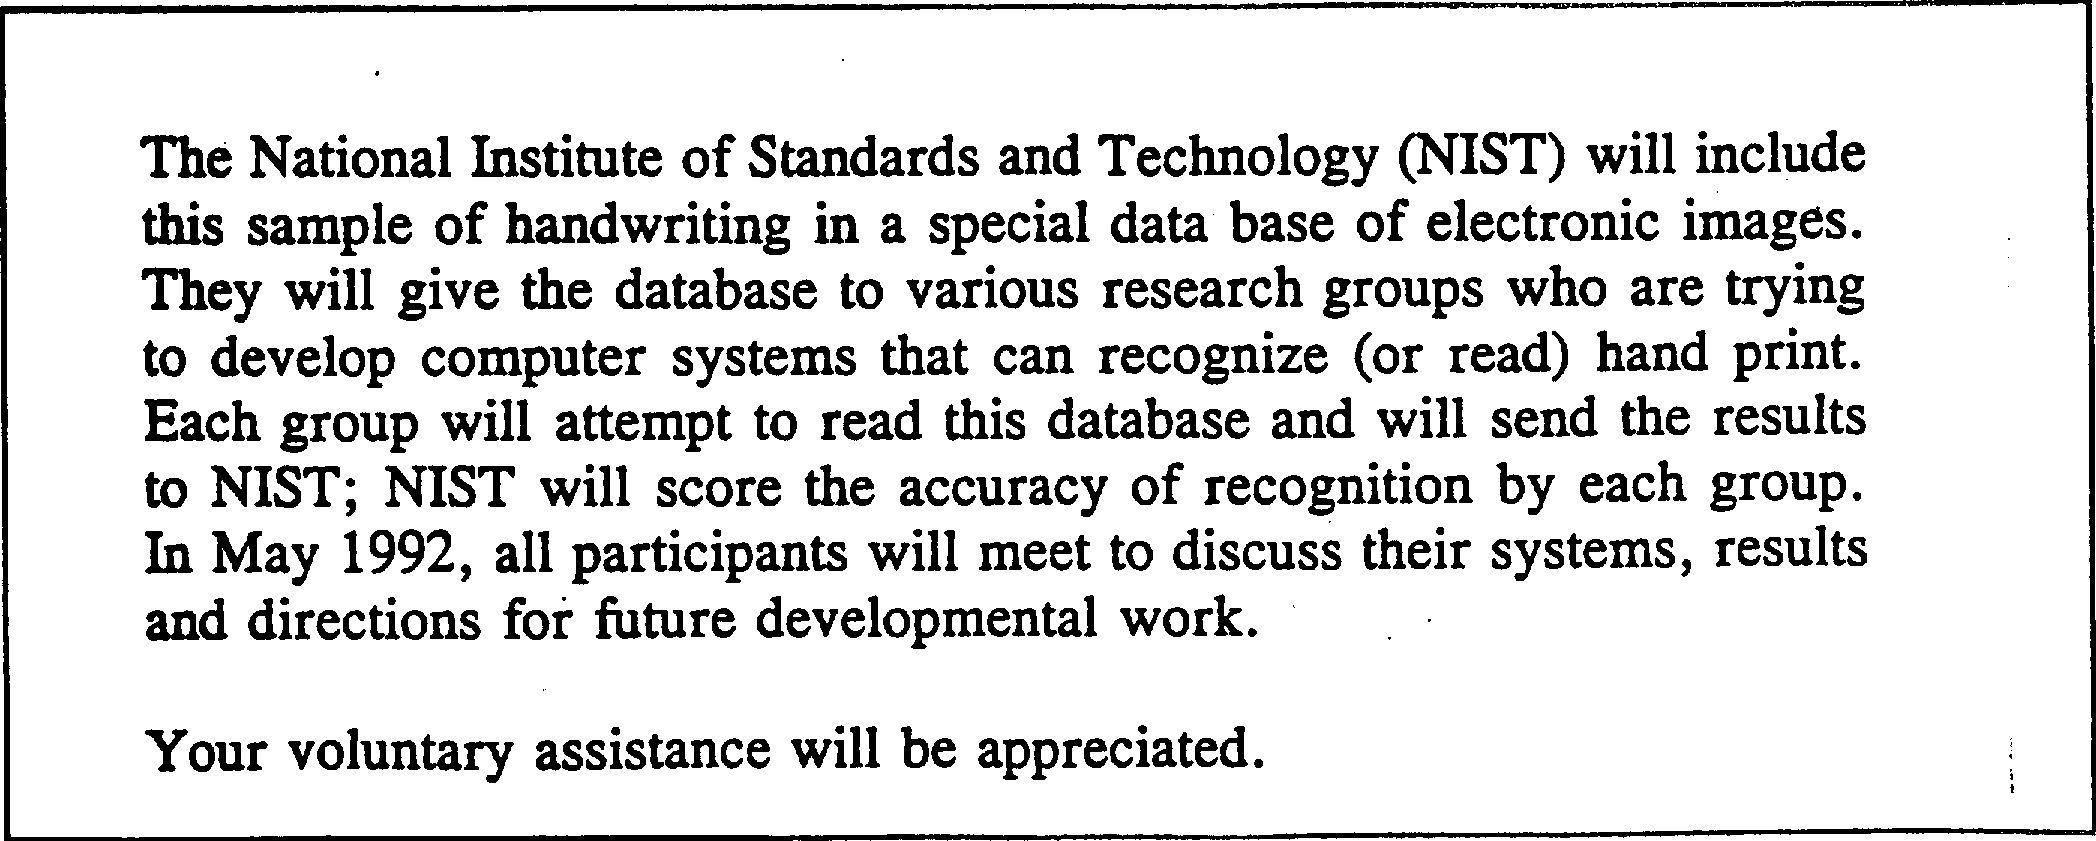 The National Institute of Standards and Technology (NIST) will include
this sample of handwriting in a special data base of electronic images.
They will give the database to various research groups who are trying
to develop computer systems that can recognize (or read) hand print.
Each group will attempt to read this database and will send the results
to NIST; NIST will score the accuracy of recognition by each group.
In May 1992, all participants will meet to discuss their systems, results
and directions for future developmental work.
Your voluntary assistance will be appreciated.